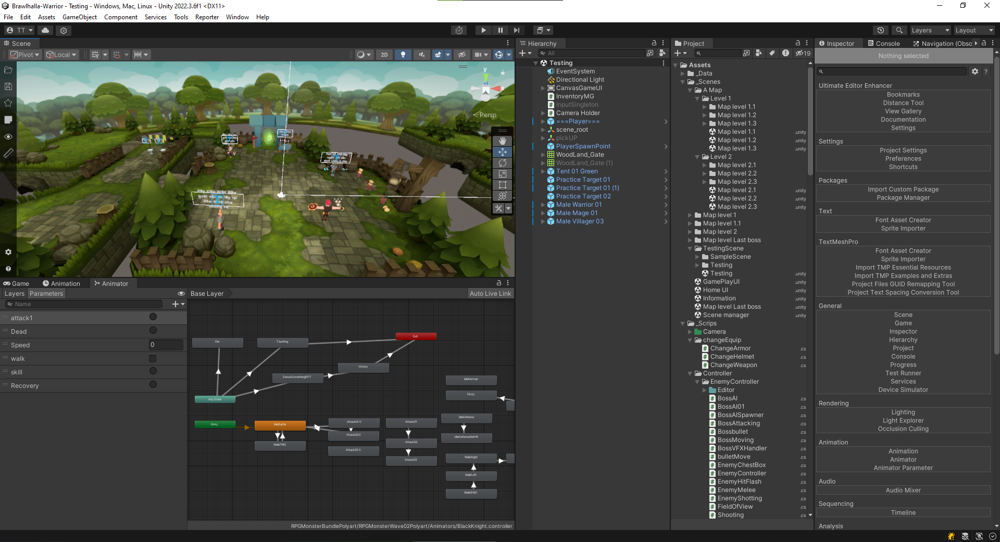 Brawlhalla-Warrior - Testing - Windows, Mac, Linux - Unity 2022.3.6f1 <DX11>
File Edit Assets GameObject Component Services Tools Reporter Window Help
TT
Layers
Layout
Scene
Pivot
Local
2D
y
x
Persp
Game
Animation
Animator
Layers
Parameters
Base Layer
Auto Live Link
Name
attack1
Dead
Speed
0
walk
skill
Recovery
Die
Taunting
Exit
Victory
SenseSomethingRPT
Any State
IdleNormal
Dizzy
Entry
IdleBattle
Attack01 0
Attack01
IdleDefense
Attack02 0
IdleDefenseGetHit
WalkFWD
Attack02
Attack03 0
Attack03
WalkRight
WalkLeft
WalkBWD
RPGMonsterBundlePolyart/RPGMonsterWave02Polyart/Animators/BlackKnight.controller
Hierarchy
All
Testing
EventSystem
Directional Light
CanvasGameUI
InventoryMG
InputSingleton
Camera Holder
===Player===
scene_root
pickUP
PlayerSpawnPoint
WoodLand_Gate
WoodLand_Gate (1)
Tent 01 Green
Practice Target 01
Practice Target 01 (1)
Practice Target 02
Male Warrior 01
Male Mage 01
Male Villager 03
Project
19
Assets
_Data
_Scenes
A Map
Level 1
Map level 1.1
Map level 1.2
Map level 1.3
Map level 1.1 .unity
Map level 1.2 .unity
Map level 1.3 .unity
Level 2
Map level 2.1
Map level 2.2
Map level 2.3
Map level 2.1 .unity
Map level 2.2 .unity
Map level 2.3 .unity
Map level 1
Map level 1.1
Map level 2
Map level Last boss
TestingScene
SampleScene
Testing
Testing .unity
GamePlayUI .unity
Home UI .unity
Information .unity
Map level Last boss .unity
Scene manager .unity
_Scrips
Camera
changeEquip
ChangeArmor .cs
ChangeHelmet .cs
ChangeWeapon .cs
Controller
EnemyController
Editor
BossAI .cs
BossAI01 .cs
BossAISpawner .cs
BossAttacking .cs
Bossbullet .cs
BossMoving .cs
BossVFXHandler .cs
bulletMove .cs
EnemyChestBox .cs
EnemyController .cs
EnemyHitFlash .cs
EnemyMelee .cs
EnemyShotting .cs
FieldOfView .cs
Shooting .cs
Inspector
Console
Navigation (Obso
Nothing selected
Ultimate Editor Enhancer
Bookmarks
Distance Tool
View Gallery
Documentation
Settings
Settings
Project Settings
Preferences
Shortcuts
Packages
Import Custom Package
Package Manager
Text
Font Asset Creator
Sprite Importer
TextMeshPro
Font Asset Creator
Sprite Importer
Import TMP Essential Resources
Import TMP Examples and Extras
Project Files GUID Remapping Tool
Project Text Spacing Conversion Tool
General
Scene
Game
Inspector
Hierarchy
Project
Console
Progress
Test Runner
Services
Device Simulator
Rendering
Lighting
Light Explorer
Occlusion Culling
Animation
Animation
Animator
Animator Parameter
Audio
Audio Mixer
Sequencing
Timeline
Analysis